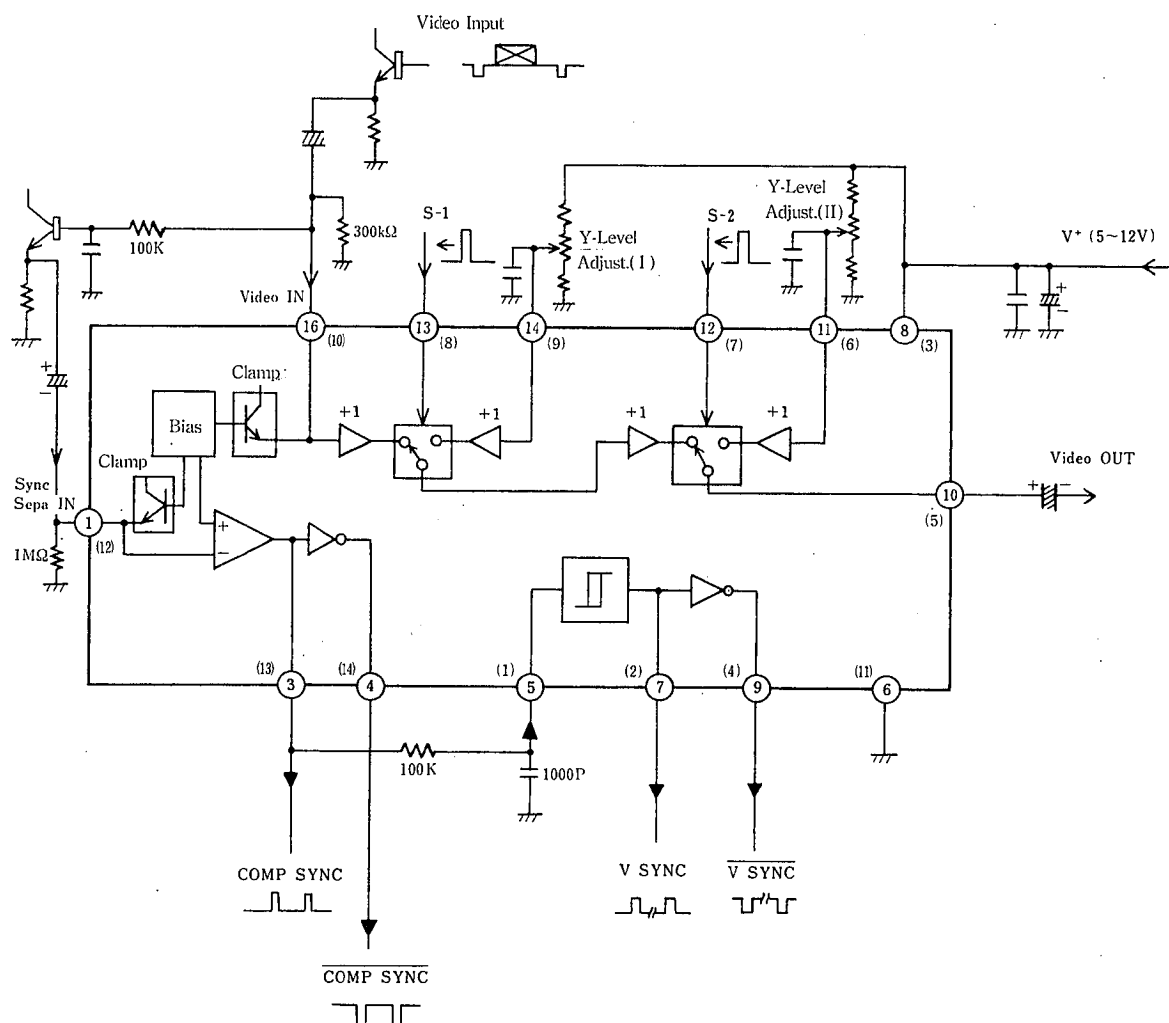 Video Input
S-1
Y-Level
Adjust.(I)
S-2
Y-Level
Adjust.(II)
V+ (5~12V)
100K
300kΩ
Video IN
16
(10)
13
(8)
14
(9)
12
(7)
11
(6)
8
(3)
+
-
Clamp
Bias
+1
+1
+1
+1
Clamp
Sync
Sepa IN
1
(12)
1MΩ
+
-
Video OUT
10
(5)
+
-
(13)
3
(14)
4
(1)
5
(2)
7
(4)
9
(11)
6
100K
1000P
COMP SYNC
V SYNC
V SYNC
COMP SYNC
+
-